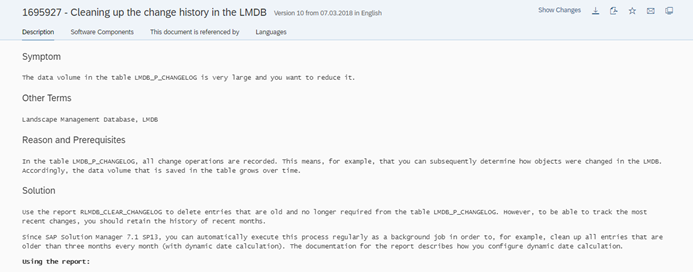 1695927 - Cleaning up the change history in the LMDB Version 10 from 07.03.2018 in English
Show Changes
Description Software Components This document is referenced by Languages
Symptom
The data volume in the table LMDB_P_CHANGELOG is very large and you want to reduce it.
Other Terms
Landscape Management Database, LMDB
Reason and Prerequisites
In the table LMDB_P_CHANGELOG, all change operations are recorded. This means, for example, that you can subsequently determine how objects were changed in the LMDB.
Accordingly, the data volume that is saved in the table grows over time.
Solution
Use the report RLMDB_CLEAR_CHANGELOG to delete entries that are old and no longer required from the table LMDB_P_CHANGELOG. However, to be able to track the most
recent changes, you should retain the history of recent months.
Since SAP Solution Manager 7.1 SP13, you can automatically execute this process regularly as a background job in order to, for example, clean up all entries that are
older than three months every month (with dynamic date calculation). The documentation for the report describes how you configure dynamic date calculation.
Using the report: